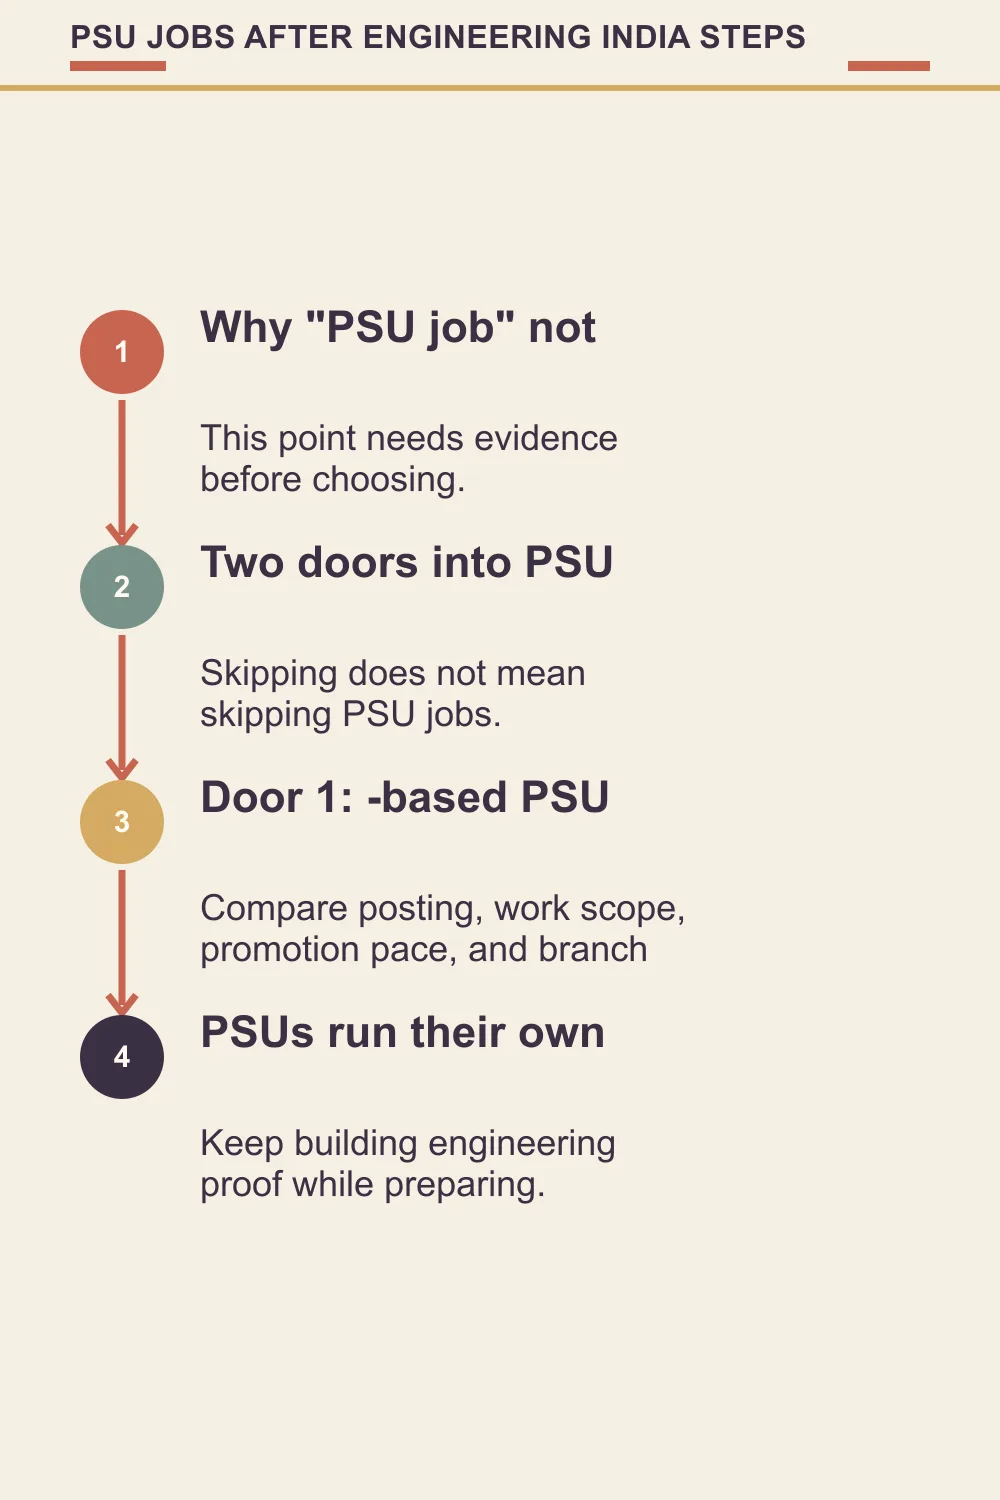 PSU JOBS AFTER ENGINEERING INDIA STEPS
1
Why "PSU job" not
This point needs evidence
before choosing.
2
Two doors into PSU
Skipping does not mean
skipping PSU jobs.
3
Door 1: -based PSU
Compare posting, work scope,
promotion pace, and branch
4
PSUs run their own
Keep building engineering
proof while preparing.